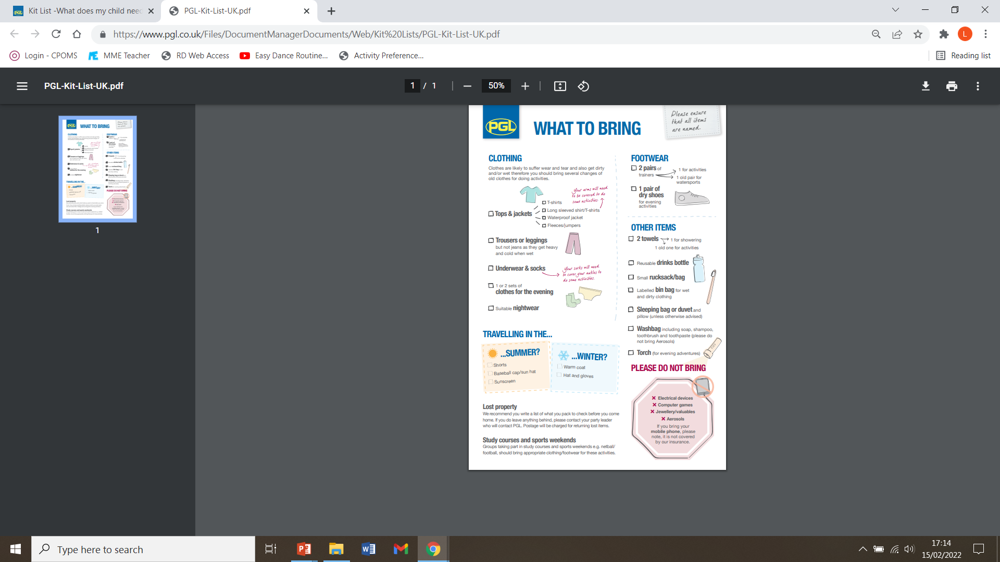 Kit List -What does my child need
PGL-Kit-List-UK.pdf
https://www.pgl.co.uk/Files/DocumentManagerDocuments/Web/Kit%20Lists/PGL-Kit-List-UK.pdf
L
Login - CPOMS
MME Teacher
RD Web Access
Easy Dance Routine...
Activity Preference...
Reading list
PGL-Kit-List-UK.pdf
1 / 1
50%
1
PGL
WHAT TO BRING
Please ensure
that all items
are named.
CLOTHING
Clothes are likely to suffer wear and tear and also get dirty
and/or wet therefore you should bring several changes of
old clothes for doing activities.
Your arms will need
to be covered to do
some activities.
Tops & jackets
T-shirts
Long sleeved shirt/T-shirts
Waterproof jacket
Fleeces/jumpers
Trousers or leggings
but not jeans as they get heavy
and cold when wet
Underwear & socks
Your socks will need
to cover your ankles to
do some activities.
1 or 2 sets of
clothes for the evening
Suitable nightwear
TRAVELLING IN THE...
...SUMMER?
Shorts
Baseball cap/sun hat
Sunscreen
...WINTER?
Warm coat
Hat and gloves
Lost property
We recommend you write a list of what you pack to check before you come
home. If you do leave anything behind, please contact your party leader
who will contact PGL. Postage will be charged for returning lost items.
Study courses and sports weekends
Groups taking part in study courses and sports weekends e.g. netball/
football, should bring appropriate clothing/footwear for these activities.
FOOTWEAR
2 pairs of
trainers
1 for activities
1 old pair for
watersports
1 pair of
dry shoes
for evening
activities
OTHER ITEMS
2 towels
1 for showering
1 old one for activities
Reusable drinks bottle
Small rucksack/bag
Labelled bin bag for wet
and dirty clothing
Sleeping bag or duvet and
pillow (unless otherwise advised)
Washbag including soap, shampoo,
toothbrush and toothpaste (please do
not bring Aerosols)
Torch (for evening adventures)
PLEASE DO NOT BRING
Electrical devices
Computer games
Jewellery/valuables
Aerosols
If you bring your
mobile phone, please
note, it is not covered
by our insurance.
Type here to search
17:14
15/02/2022